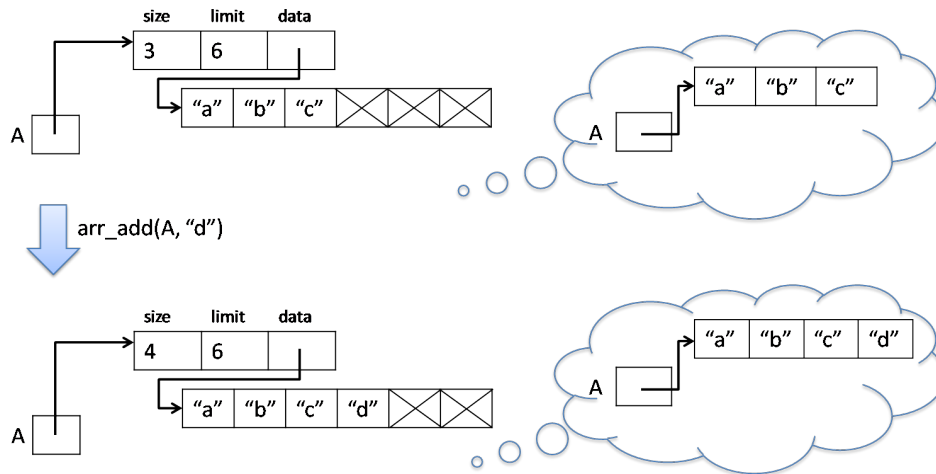 size limit data
3 6
"a" "b" "c"
A
“a” “b” “c”
A
arr_add(A, “d”)
size limit data
4 6
“a” “b” “c” “d”
A
“a” “b” “c” “d”
A